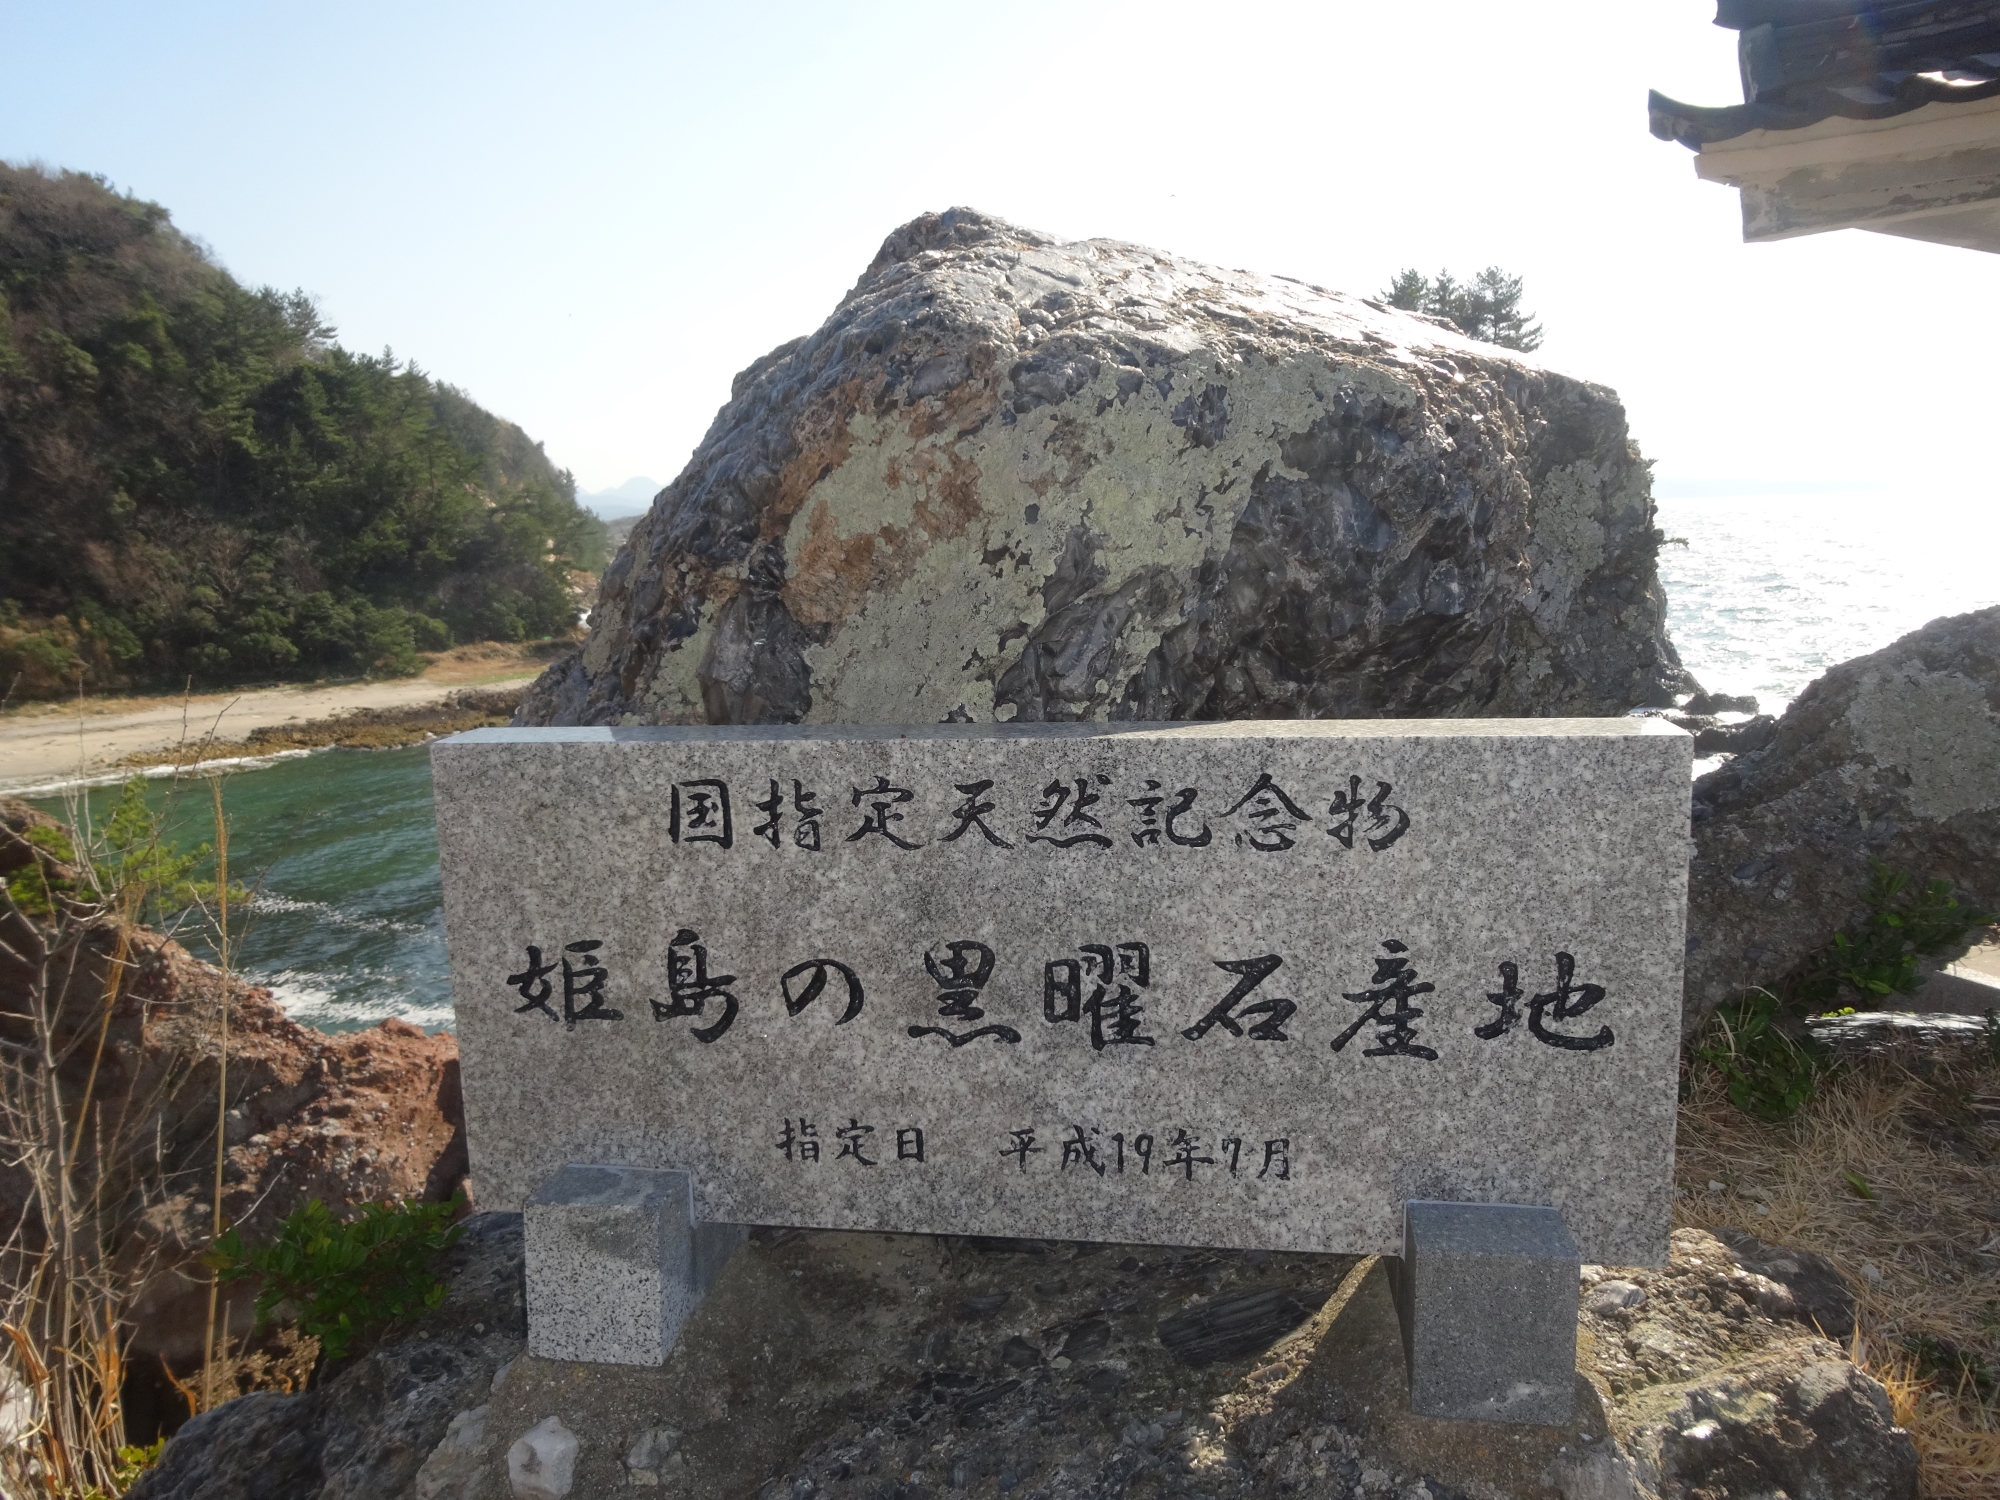 国指定天然記念物
姫島の黒曜石産地
指定日　平成19年7月